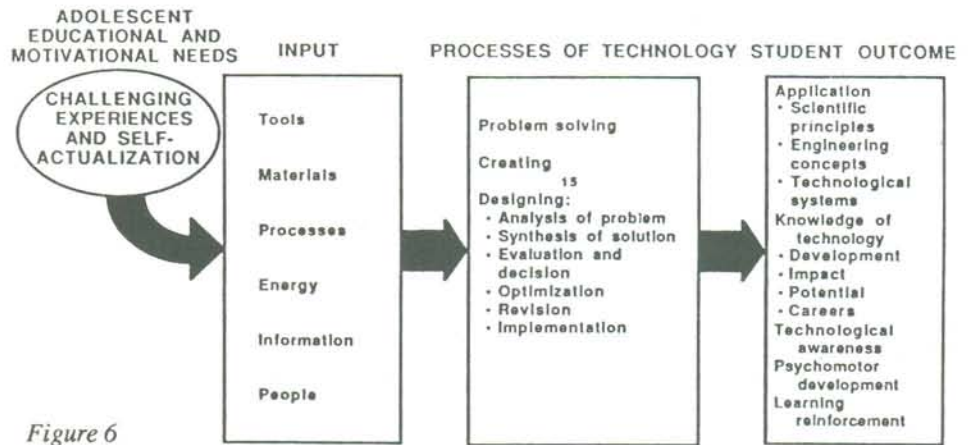 ADOLESCENT
EDUCATIONAL AND
MOTIVATIONAL NEEDS
CHALLENGING
EXPERIENCES
AND SELF-
ACTUALIZATION
INPUT
Tools
Materials
Processes
Energy
Information
People
PROCESSES OF TECHNOLOGY
Problem solving
Creating
15
Designing:
• Analysis of problem
• Synthesis of solution
• Evaluation and
decision
• Optimization
• Revision
• Implementation
STUDENT OUTCOME
Application
• Scientific
principles
• Engineering
concepts
• Technological
systems
Knowledge of
technology
• Development
• Impact
• Potential
• Careers
Technological
awareness
Psychomotor
development
Learning
reinforcement
Figure 6